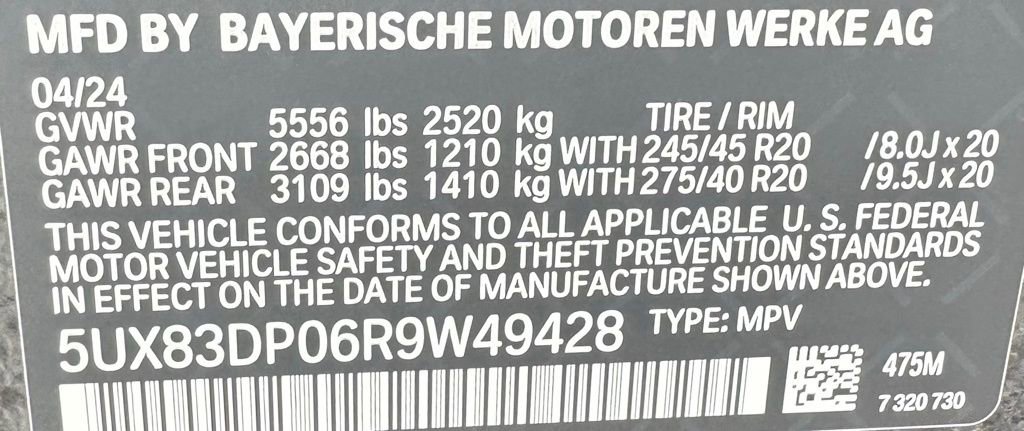 MFD BY BAYERISCHE MOTOREN WERKE AG
04/24
GVWR 5556 lbs 2520 kg TIRE / RIM
GAWR FRONT 2668 lbs 1210 kg WITH 245/45 R20 /8.0J x 20
GAWR REAR 3109 lbs 1410 kg WITH 275/40 R20 /9.5J x 20
THIS VEHICLE CONFORMS TO ALL APPLICABLE U. S. FEDERAL
MOTOR VEHICLE SAFETY AND THEFT PREVENTION STANDARDS
IN EFFECT ON THE DATE OF MANUFACTURE SHOWN ABOVE.
5UX83DP06R9W49428 TYPE: MPV
475M
7 320 730